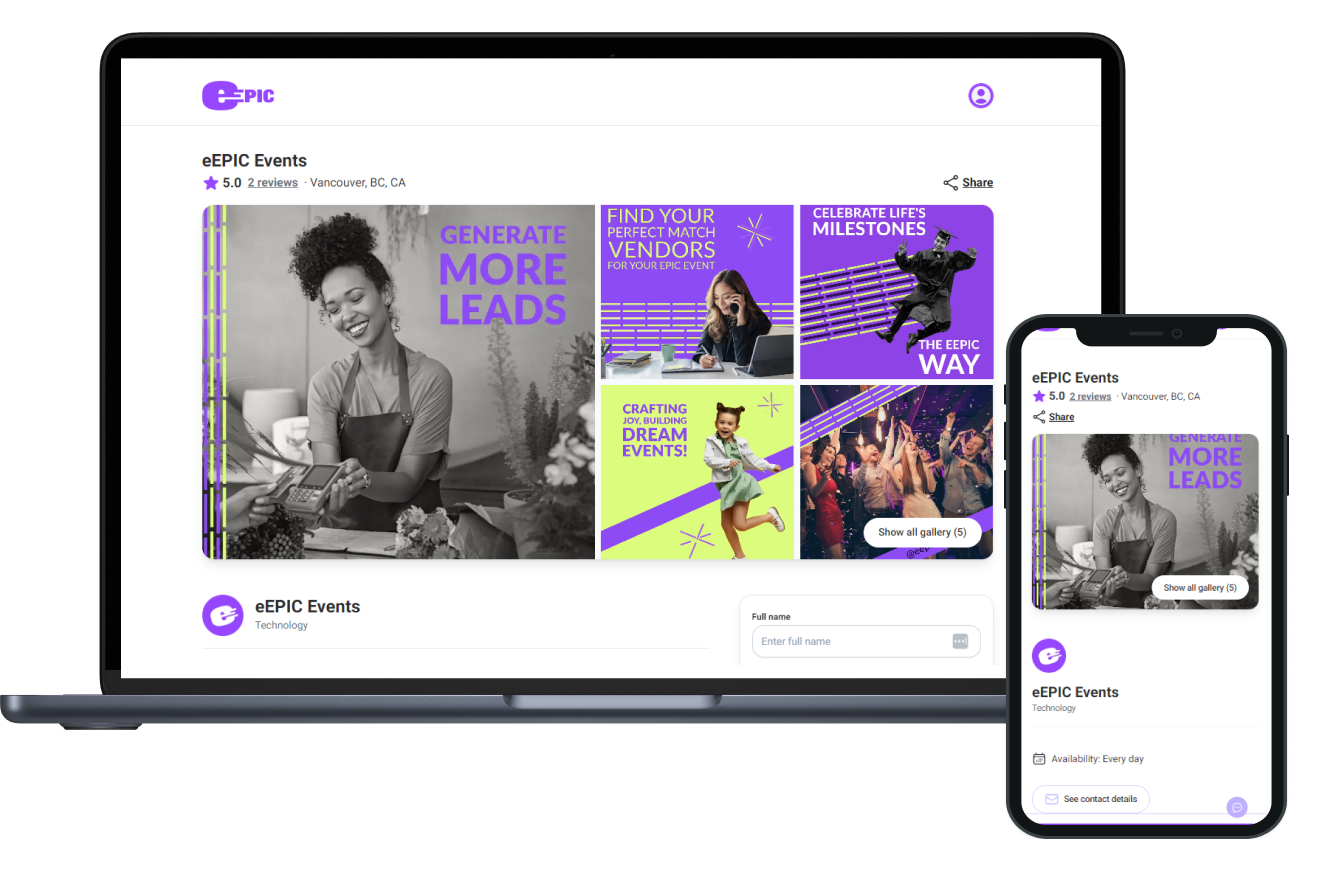 eEPIC
eEPIC Events
5.0 2 reviews · Vancouver, BC, CA
Share
GENERATE
MORE
LEADS
FIND YOUR
PERFECT MATCH
VENDORS
FOR YOUR EPIC EVENT
CELEBRATE LIFE'S
MILESTONES
THE EEPIC
WAY
CRAFTING
JOY, BUILDING
DREAM
EVENTS!
Show all gallery (5)
eEPIC Events
Technology
Full name
Enter full name
eEPIC Events
5.0 2 reviews · Vancouver, BC, CA
Share
GENERATE
MORE
LEADS
Show all gallery (5)
eEPIC Events
Technology
Availability: Every day
See contact details